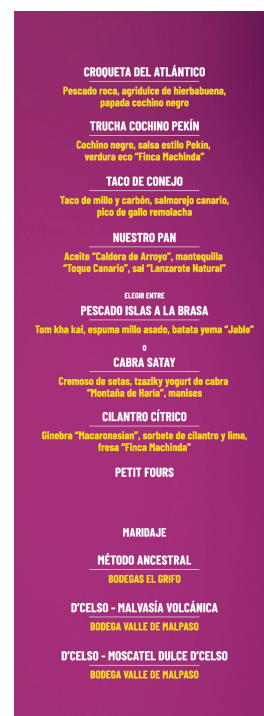 CROQUETA DEL ATLÁNTICO
Pescado roca, agridulce de hierbabuena,
papada cochino negro
TRUCHA COCHINO PEKÍN
Cochino negro, salsa estilo Pekín,
verdura eco "Finca Machinda"
TACO DE CONEJO
Taco de millo y carbón, salmorejo canario,
pico de gallo remolacha
NUESTRO PAN
Aceite "Caldera de Arroyo", mantequilla
"Toque Canario", sal "Lanzarote Natural"
ELEGIR ENTRE
PESCADO ISLAS A LA BRASA
Tom kha kai, espuma millo asado, batata yema "Jable"
O
CABRA SATAY
Cremoso de setas, tzaziky yogurt de cabra
"Montaña de Haria", manises
CILANTRO CÍTRICO
Ginebra "Macaronesian", sorbete de cilantro y lima,
fresa "Finca Machinda"
PETIT FOURS
MARIDAJE
MÉTODO ANCESTRAL
BODEGAS EL GRIFO
D'CELSO - MALVASÍA VOLCÁNICA
BODEGA VALLE DE MALPASO
D'CELSO - MOSCATEL DULCE D'CELSO
BODEGA VALLE DE MALPASO